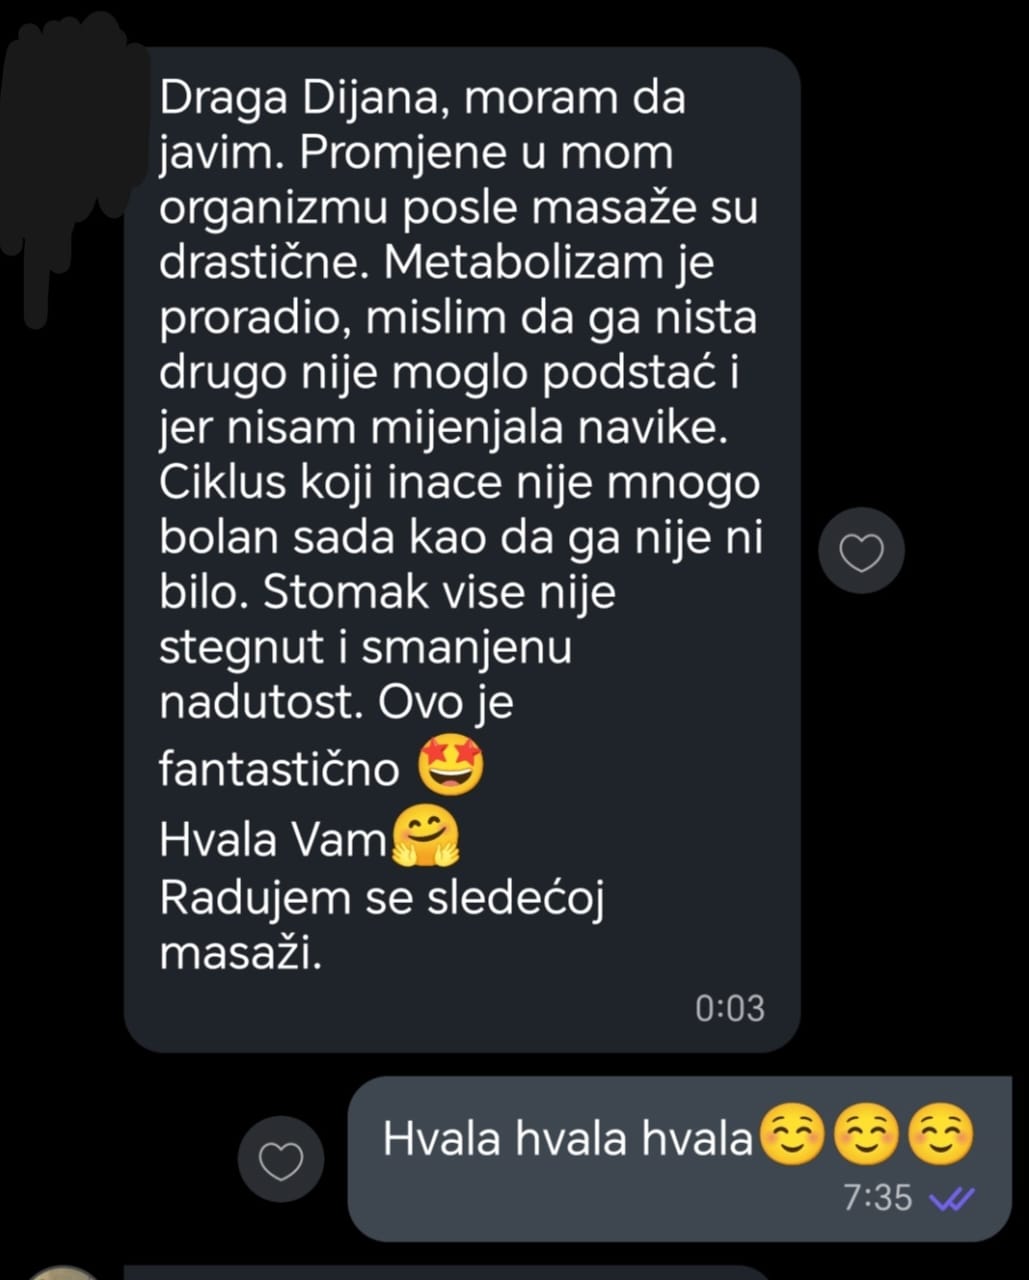 Draga Dijana, moram da
javim. Promjene u mom
organizmu posle masaže su
drastične. Metabolizam je
proradio, mislim da ga nista
drugo nije moglo podstać i
jer nisam mijenjala navike.
Ciklus koji inace nije mnogo
bolan sada kao da ga nije ni
bilo. Stomak vise nije
stegnut i smanjenu
nadutost. Ovo je
fantastično 🤩
Hvala Vam🤗
Radujem se sledećoj
masaži.
0:03
Hvala hvala hvala☺️☺️☺️
7:35